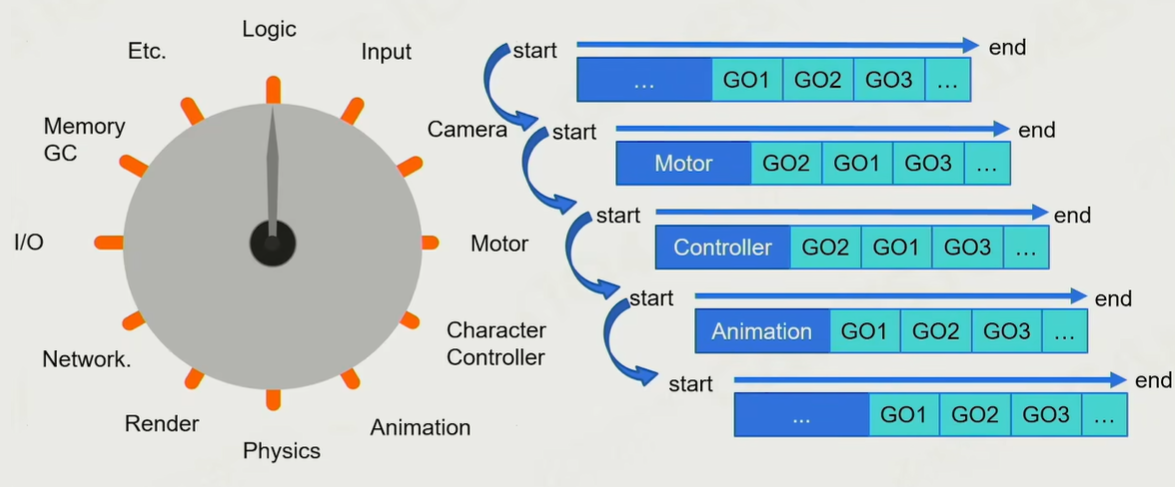 Logic
Input
Camera
Motor
Character
Controller
Animation
Physics
Render
Network.
I/O
Memory
GC
Etc.
start end
... GO1 GO2 GO3 ...
start end
Motor GO2 GO1 GO3 ...
start end
Controller GO2 GO1 GO3 ...
start end
Animation GO1 GO2 GO3 ...
start end
... GO1 GO2 GO3 ...